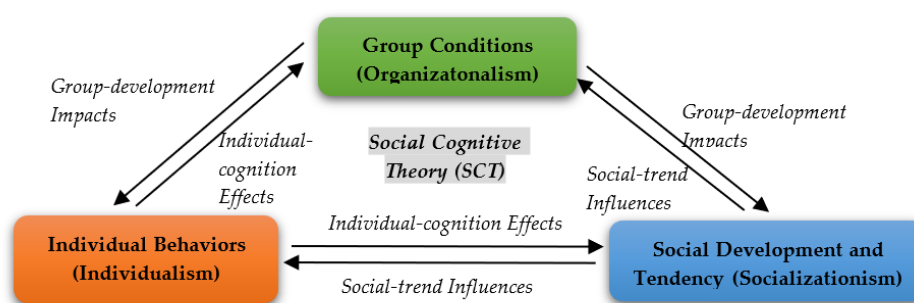 Group Conditions
(Organizatonalism)
Group-development
Impacts
Individual-
cognition
Effects
Social Cognitive
Theory (SCT)
Group-development
Impacts
Social-trend
Influences
Individual Behaviors
(Individualism)
Individual-cognition Effects
Social-trend Influences
Social Development and
Tendency (Socializationism)